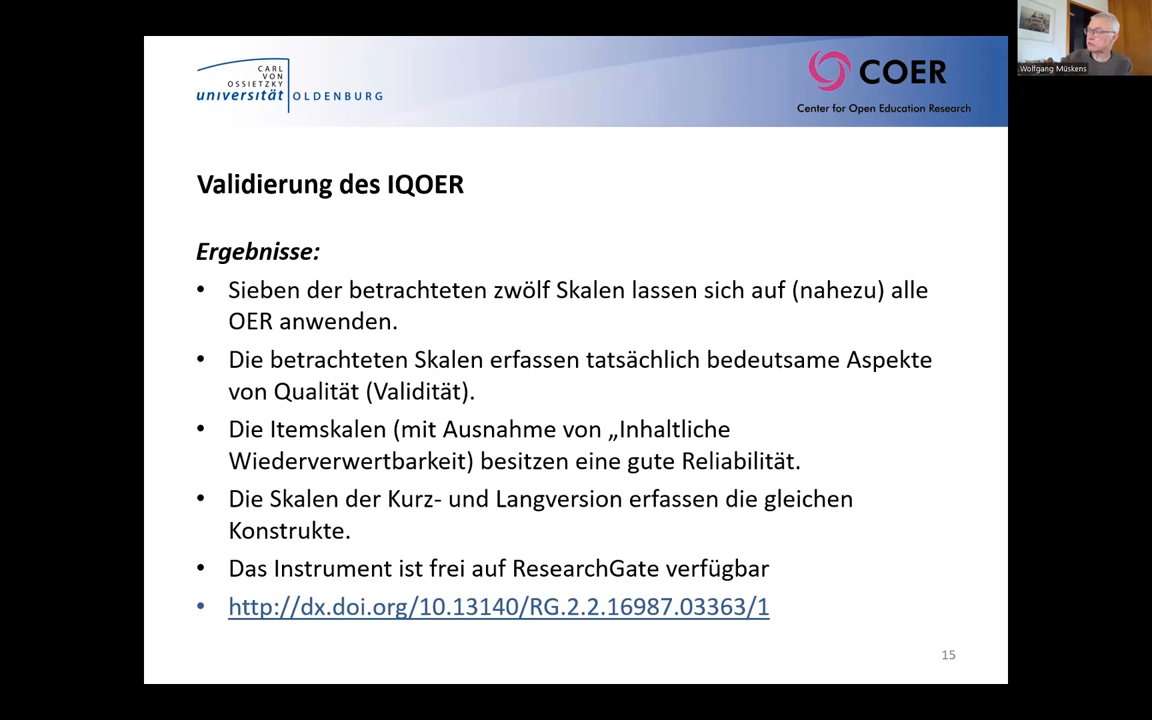 CARL
VON
OSSIETZKY
universität OLDENBURG
COER
Center for Open Education Research
Wolfgang Müskens
Validierung des IQOER
Ergebnisse:
• Sieben der betrachteten zwölf Skalen lassen sich auf (nahezu) alle
OER anwenden.
• Die betrachteten Skalen erfassen tatsächlich bedeutsame Aspekte
von Qualität (Validität).
• Die Itemskalen (mit Ausnahme von „Inhaltliche
Wiederverwertbarkeit) besitzen eine gute Reliabilität.
• Die Skalen der Kurz- und Langversion erfassen die gleichen
Konstrukte.
• Das Instrument ist frei auf ResearchGate verfügbar
• http://dx.doi.org/10.13140/RG.2.2.16987.03363/1
15